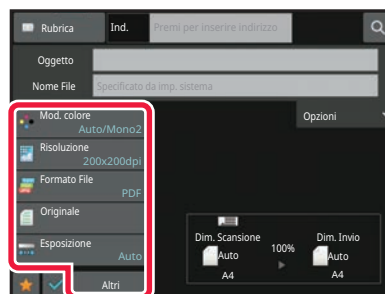 Rubrica
Ind.
Premi per inserire indirizzo
Oggetto
Nome File
Specificato da imp. sistema
Mod. colore
Auto/Mono2
Opzioni
Risoluzione
200x200dpi
Formato File
PDF
Originale
Esposizione
Auto
Dim. Scansione
100%
Dim. Invio
Auto
Auto
A4
A4
Altri